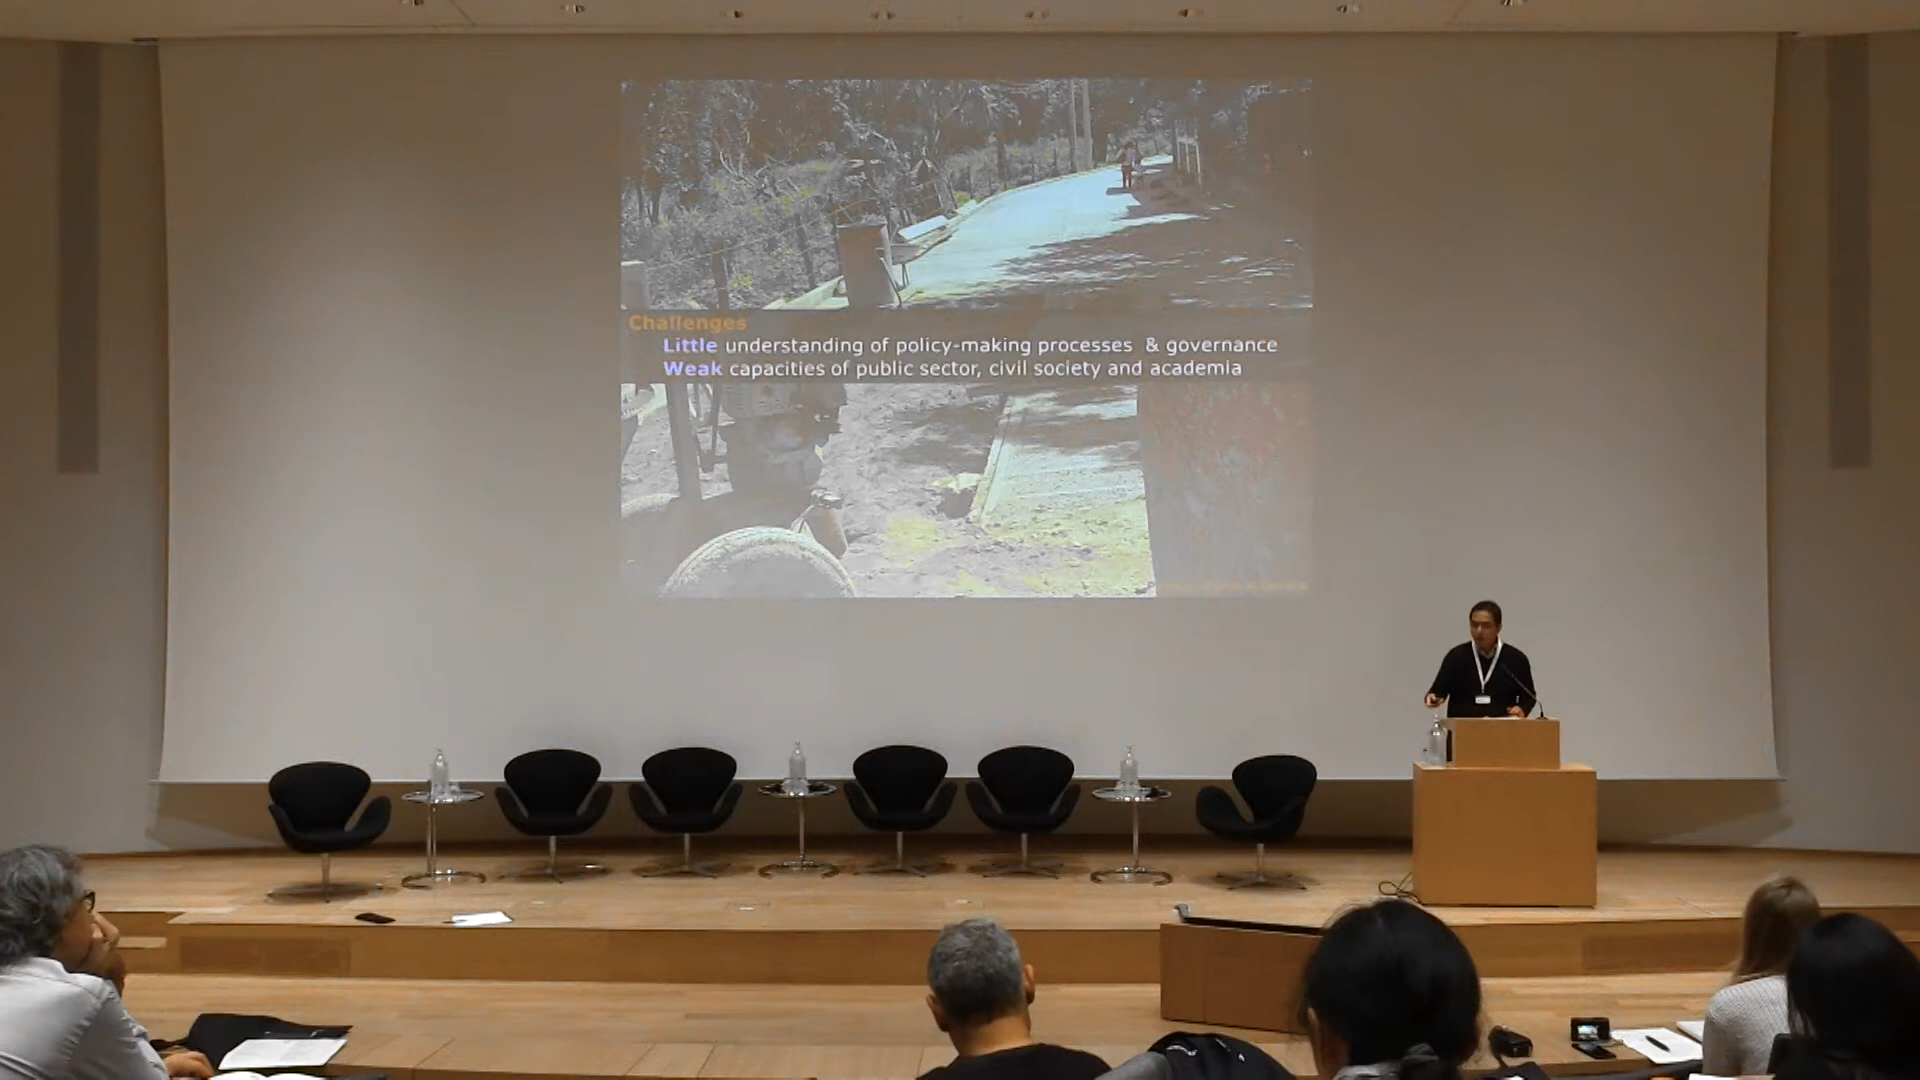 Challenges
Little understanding of policy-making processes & governance
Weak capacities of public sector, civil society and academia